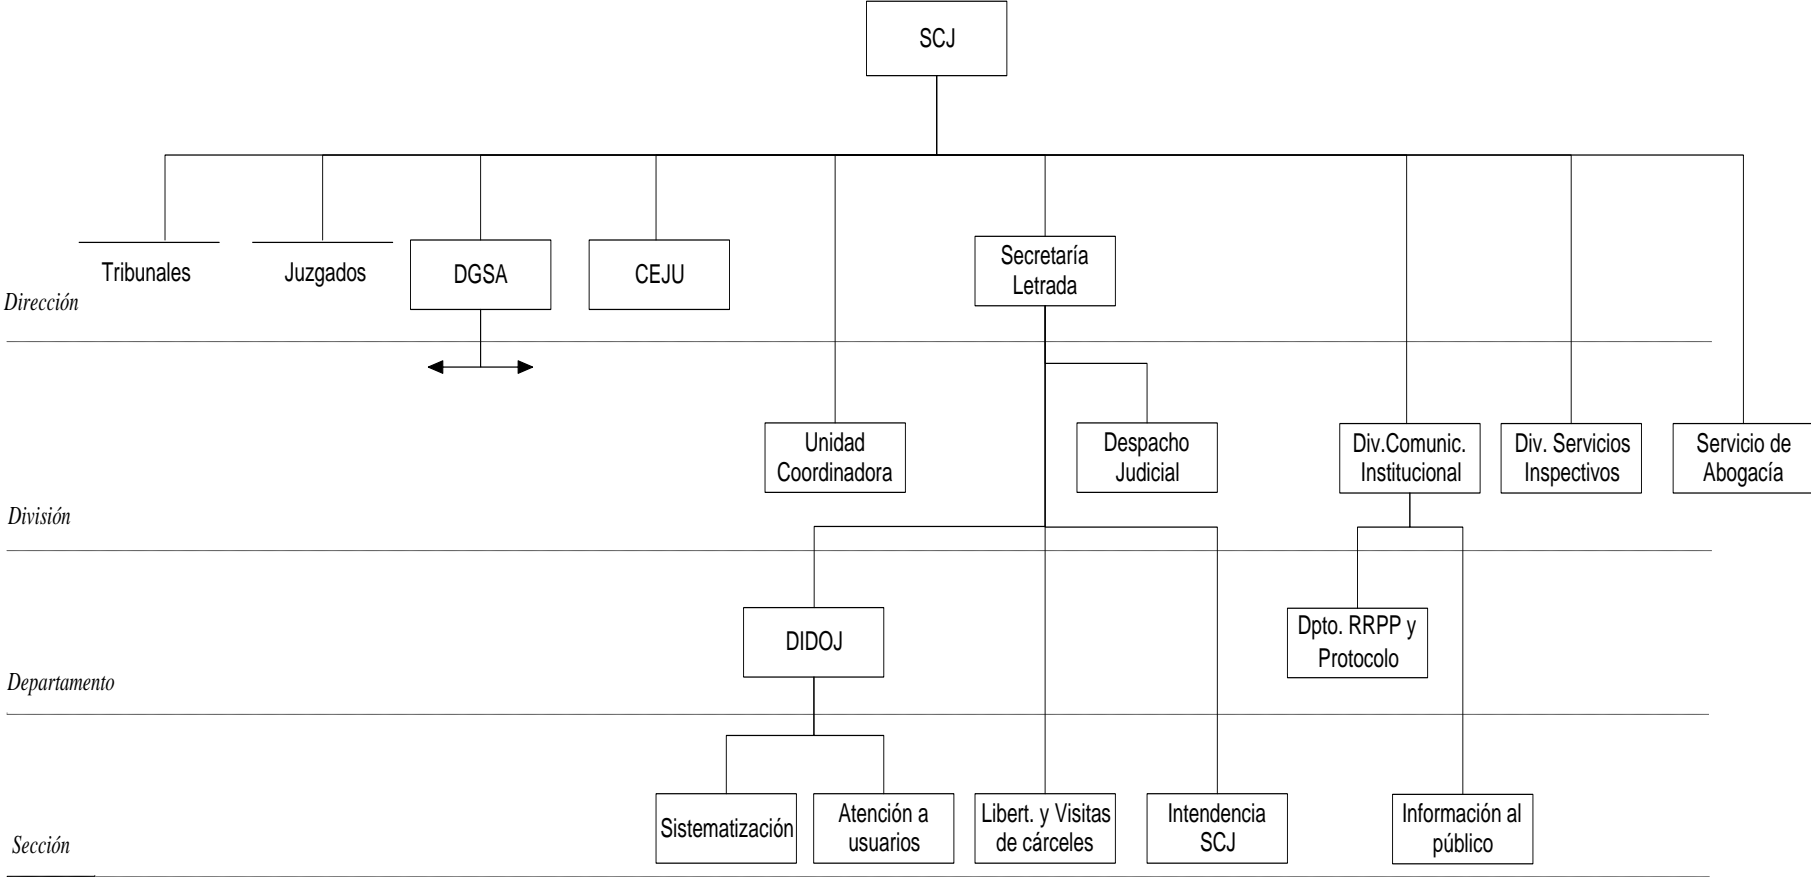 SCJ
Tribunales
Juzgados
DGSA
CEJU
Secretaría
Letrada
Dirección
Unidad
Coordinadora
Despacho
Judicial
Div.Comunic.
Institucional
Div. Servicios
Inspectivos
Servicio de
Abogacía
División
DIDOJ
Dpto. RRPP y
Protocolo
Departamento
Sistematización
Atención a
usuarios
Libert. y Visitas
de cárceles
Intendencia
SCJ
Información al
público
Sección